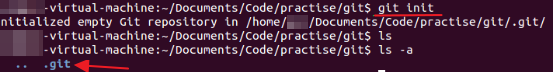 -virtual-machine:~/Documents/Code/practise/git$ git init
nitialized empty Git repository in /home/ /Documents/Code/practise/git/.git/
-virtual-machine:~/Documents/Code/practise/git$ ls
-virtual-machine:~/Documents/Code/practise/git$ ls -a
.. .git